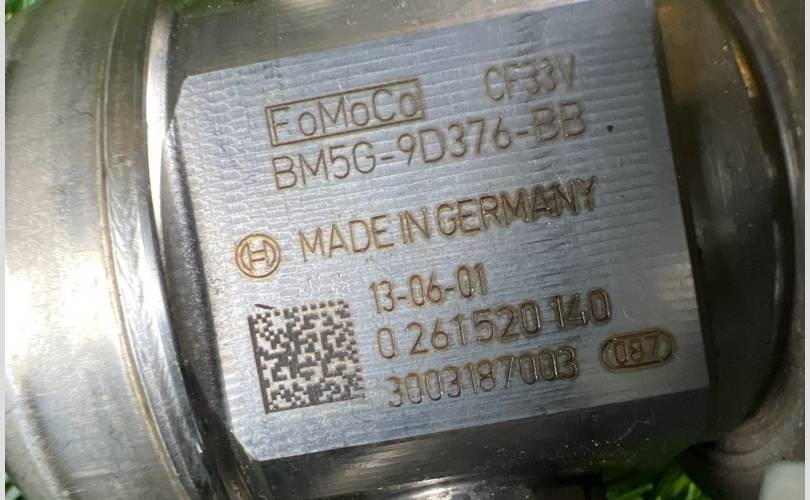 FoMoCo CF33V
BM5G-9D376-BB
MADE IN GERMANY
13-06-01
0 261 520 140
3003187003 087